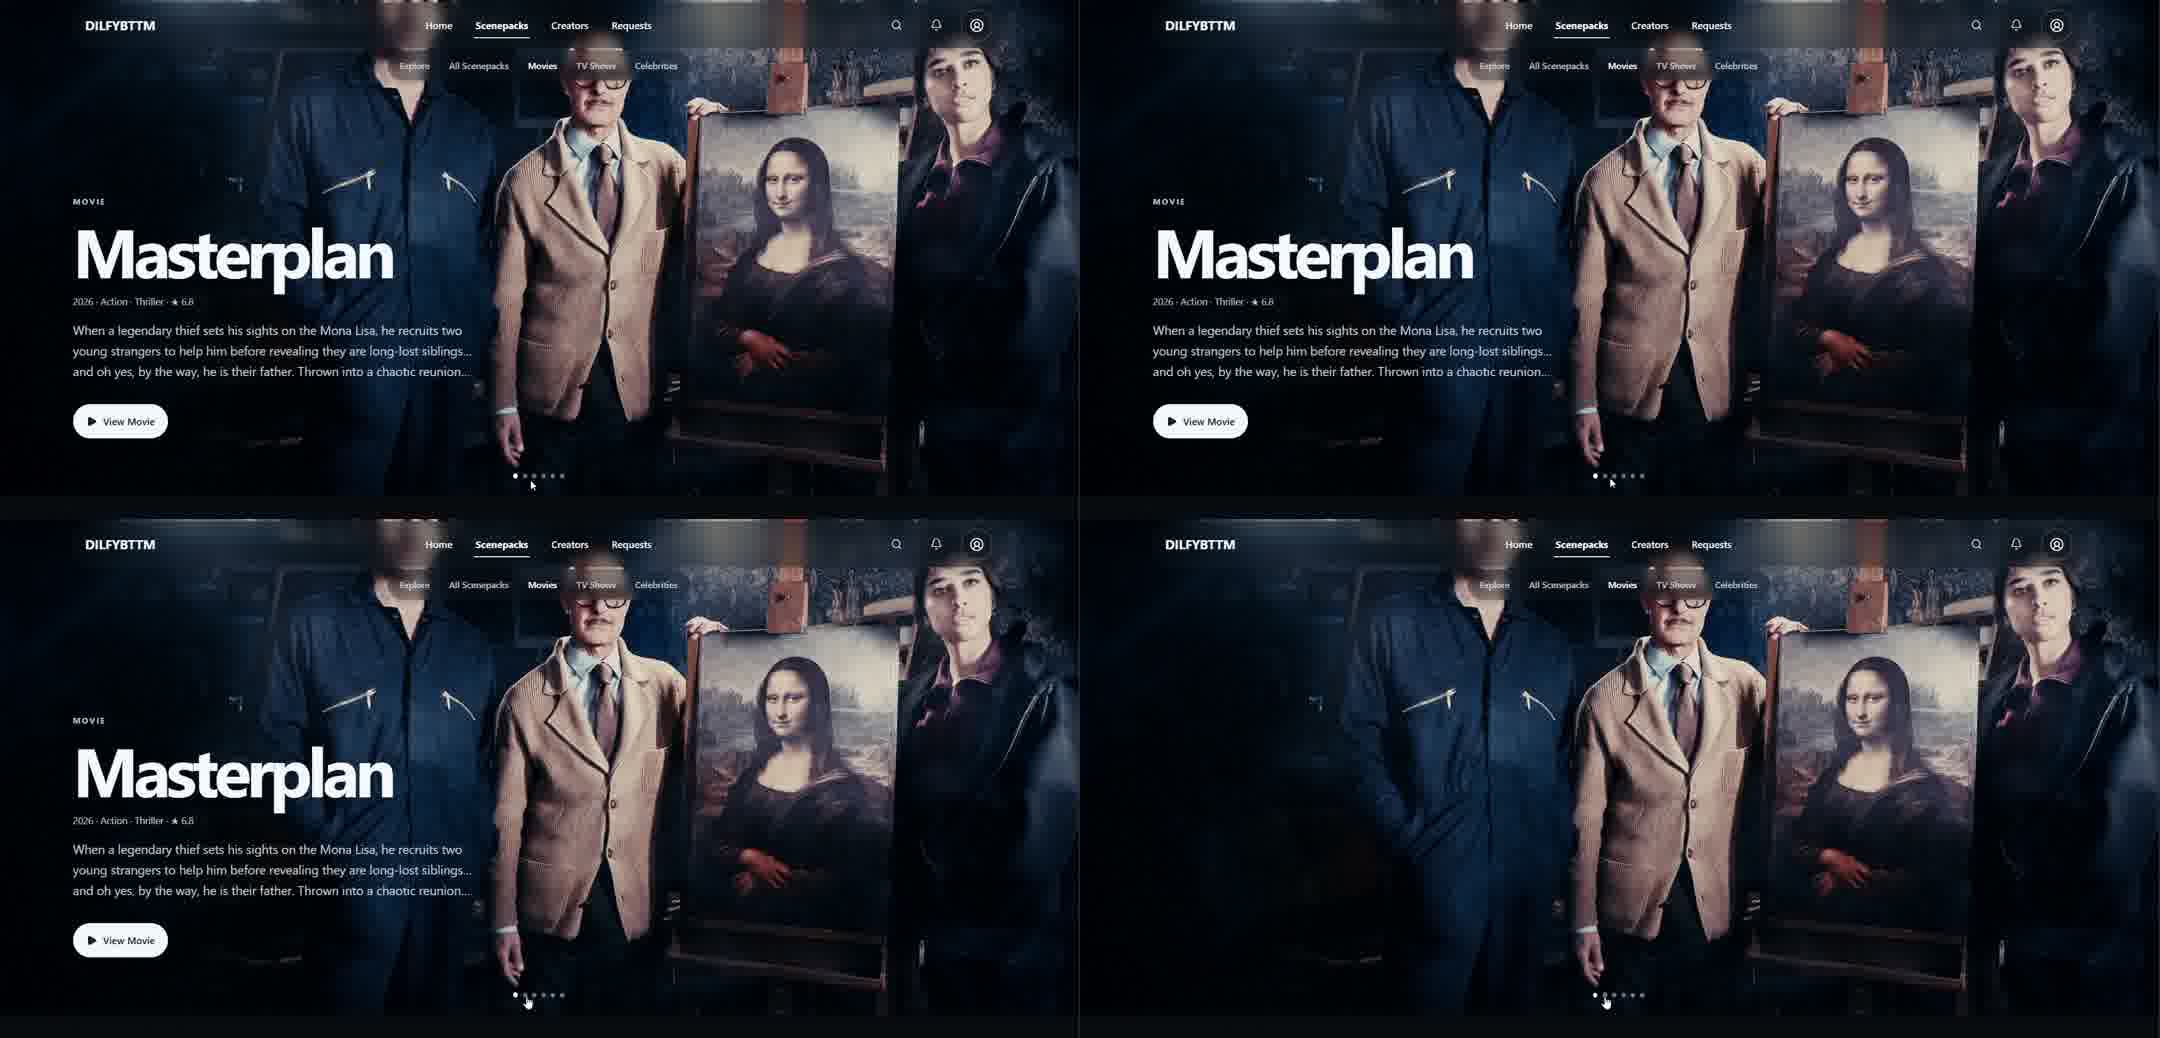 DILFYBTTM Home Scenepacks Creators Requests
Explore All Scenepacks Movies TV Shows Celebrities
MOVIE
Masterplan
2026 · Action · Thriller · ★ 6.8
When a legendary thief sets his sights on the Mona Lisa, he recruits two
young strangers to help him before revealing they are long-lost siblings...
and oh yes, by the way, he is their father. Thrown into a chaotic reunion...
View Movie
DILFYBTTM Home Scenepacks Creators Requests
Explore All Scenepacks Movies TV Shows Celebrities
MOVIE
Masterplan
2026 · Action · Thriller · ★ 6.8
When a legendary thief sets his sights on the Mona Lisa, he recruits two
young strangers to help him before revealing they are long-lost siblings...
and oh yes, by the way, he is their father. Thrown into a chaotic reunion...
View Movie
DILFYBTTM Home Scenepacks Creators Requests
Explore All Scenepacks Movies TV Shows Celebrities
MOVIE
Masterplan
2026 · Action · Thriller · ★ 6.8
When a legendary thief sets his sights on the Mona Lisa, he recruits two
young strangers to help him before revealing they are long-lost siblings...
and oh yes, by the way, he is their father. Thrown into a chaotic reunion...
View Movie
DILFYBTTM Home Scenepacks Creators Requests
Explore All Scenepacks Movies TV Shows Celebrities